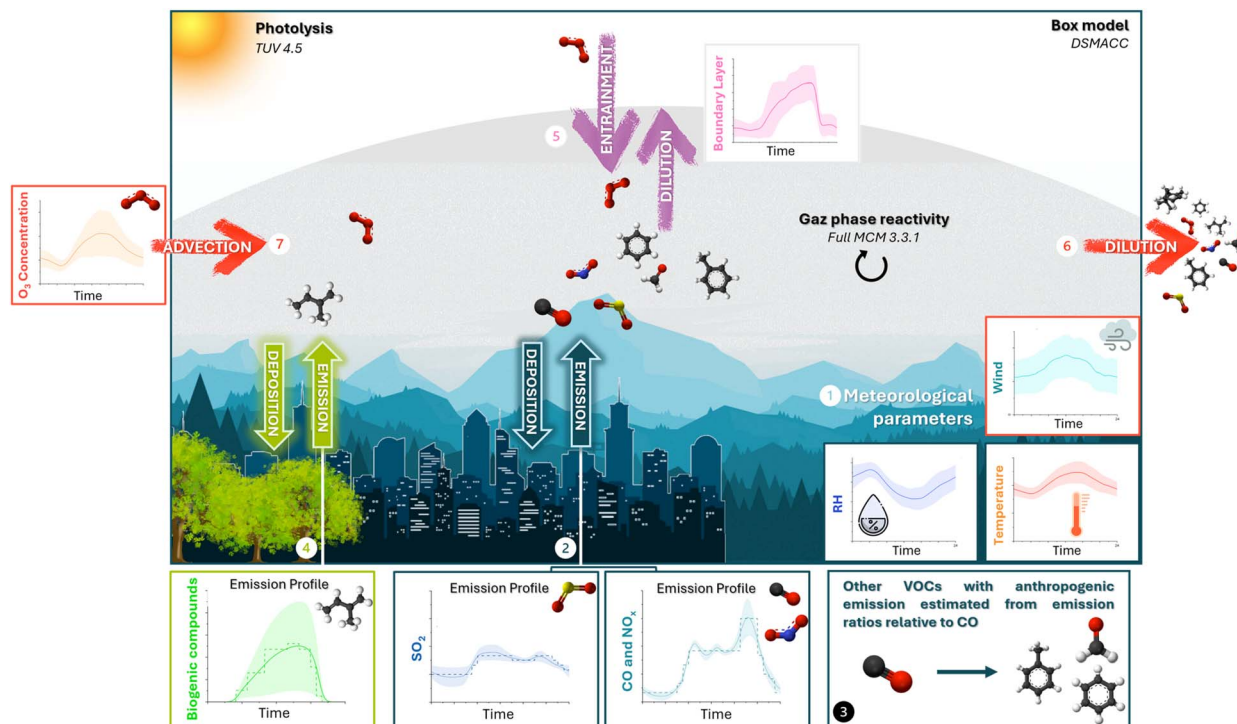 Photolysis
TUV 4.5
Box model
DSMACC
ENTRAINMENT
5
DILUTION
Boundary Layer
Time
O₃ Concentration
Time
ADVECTION
7
Gaz phase reactivity
Full MCM 3.3.1
6
DILUTION
DEPOSITION
EMISSION
DEPOSITION
EMISSION
1 Meteorological
parameters
Wind
24
RH
%
Time
24
Temperature
Time
24
4
2
Emission Profile
Biogenic compounds
Time
Emission Profile
SO₂
Time
Emission Profile
CO and NOₓ
Time
Other VOCs with anthropogenic
emission estimated from emission
ratios relative to CO
3